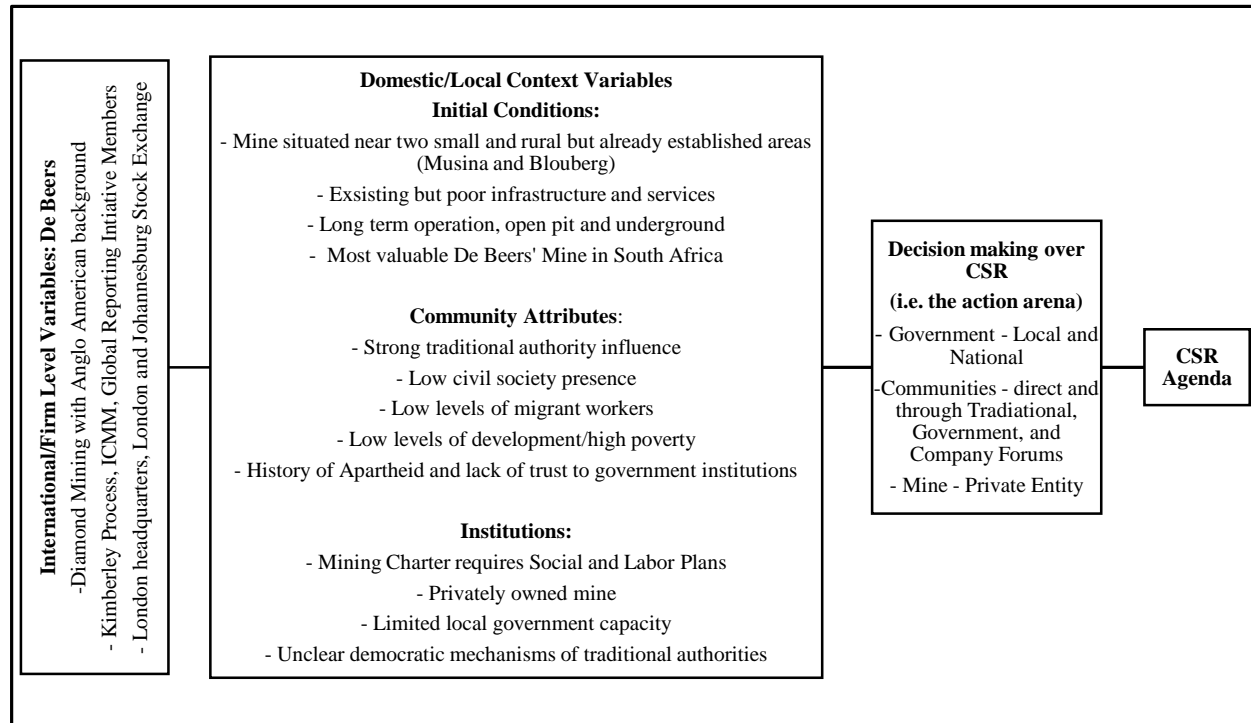 International/Firm Level Variables: De Beers
-Diamond Mining with Anglo American background
- Kimberley Process, ICMM, Global Reporting Intiative Members
- London headquarters, London and Johannesburg Stock Exchange
Domestic/Local Context Variables
Initial Conditions:
- Mine situated near two small and rural but already established areas
(Musina and Blouberg)
- Exsisting but poor infrastructure and services
- Long term operation, open pit and underground
- Most valuable De Beers' Mine in South Africa
Community Attributes:
- Strong traditional authority influence
- Low civil society presence
- Low levels of migrant workers
- Low levels of development/high poverty
- History of Apartheid and lack of trust to government institutions
Institutions:
- Mining Charter requires Social and Labor Plans
- Privately owned mine
- Limited local government capacity
- Unclear democratic mechanisms of traditional authorities
Decision making over
CSR
(i.e. the action arena)
- Government - Local and
National
-Communities - direct and
through Tradiational,
Government, and
Company Forums
- Mine - Private Entity
CSR
Agenda